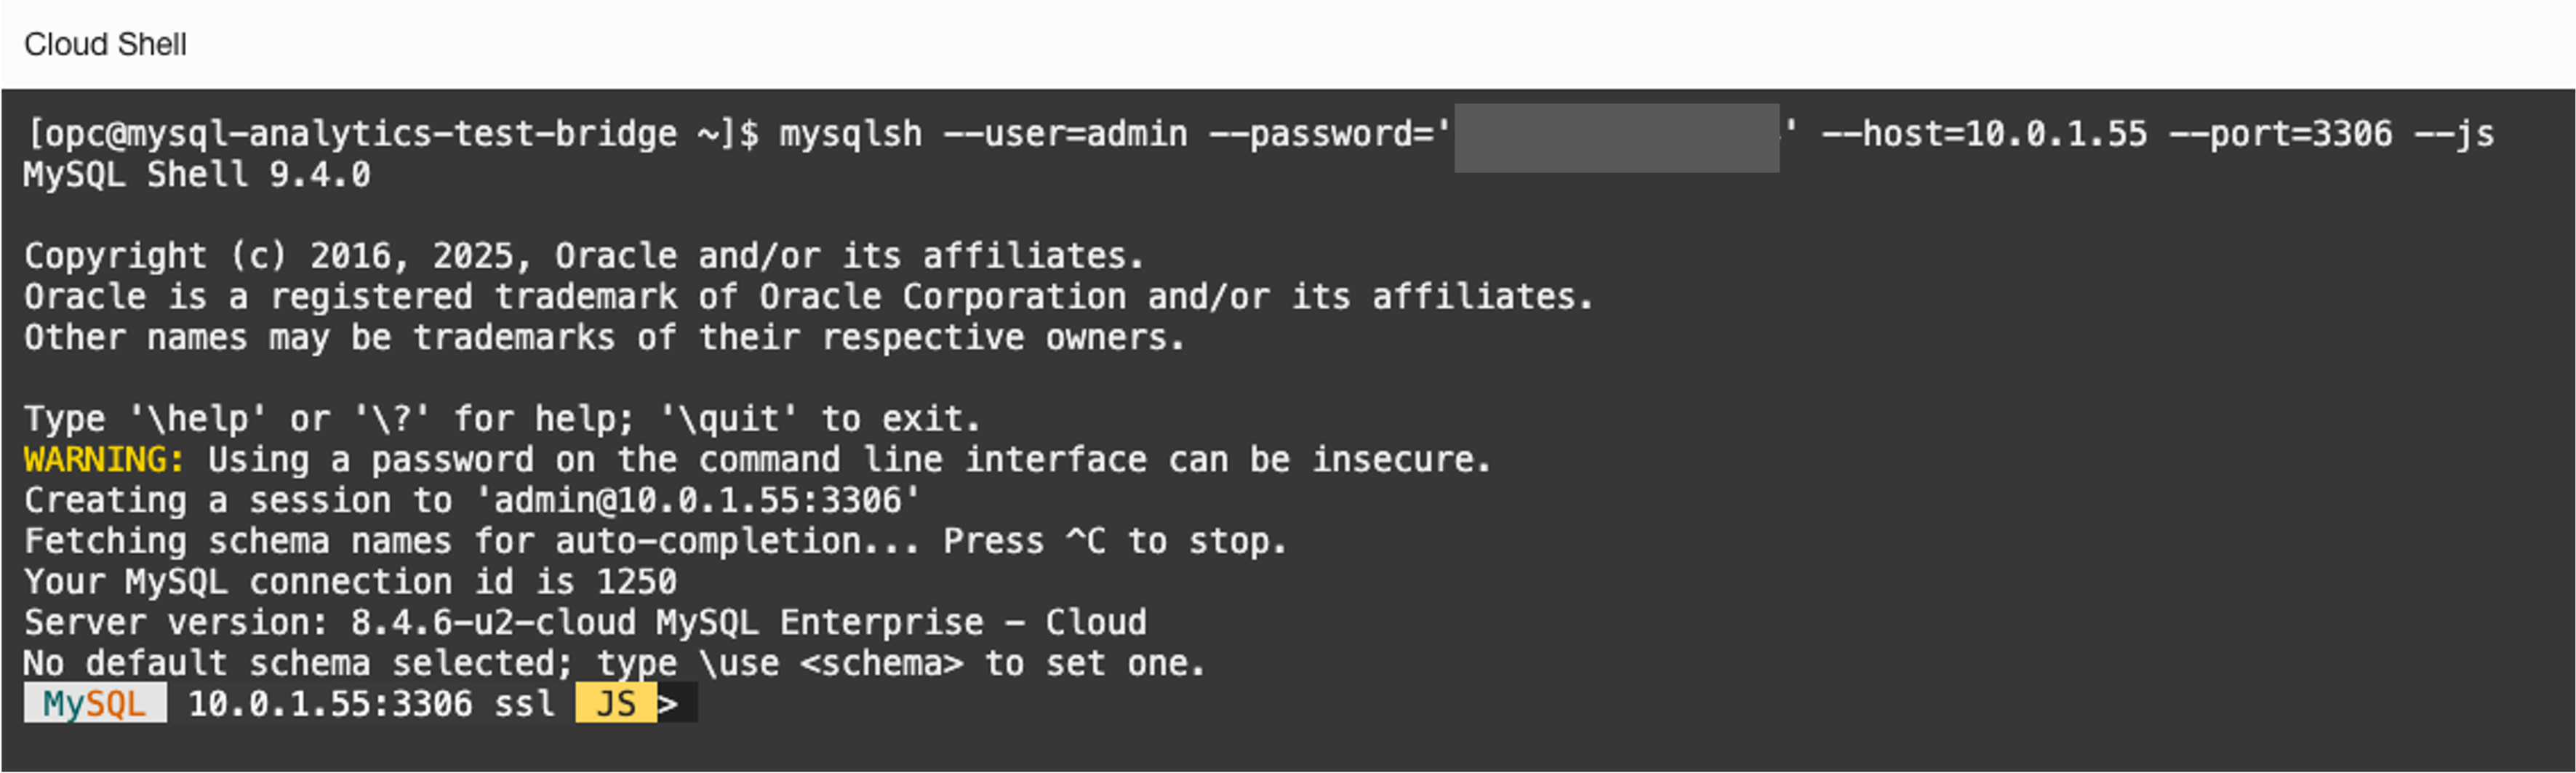 Cloud Shell
[opc@mysql-analytics-test-bridge ~]$ mysqlsh --user=admin --password='' --host=10.0.1.55 --port=3306 --js
MySQL Shell 9.4.0
Copyright (c) 2016, 2025, Oracle and/or its affiliates.
Oracle is a registered trademark of Oracle Corporation and/or its affiliates.
Other names may be trademarks of their respective owners.
Type '\help' or '\?' for help; '\quit' to exit.
WARNING: Using a password on the command line interface can be insecure.
Creating a session to 'admin@10.0.1.55:3306'
Fetching schema names for auto-completion... Press ^C to stop.
Your MySQL connection id is 1250
Server version: 8.4.6-u2-cloud MySQL Enterprise - Cloud
No default schema selected; type \use <schema> to set one.
MySQL 10.0.1.55:3306 ssl JS >